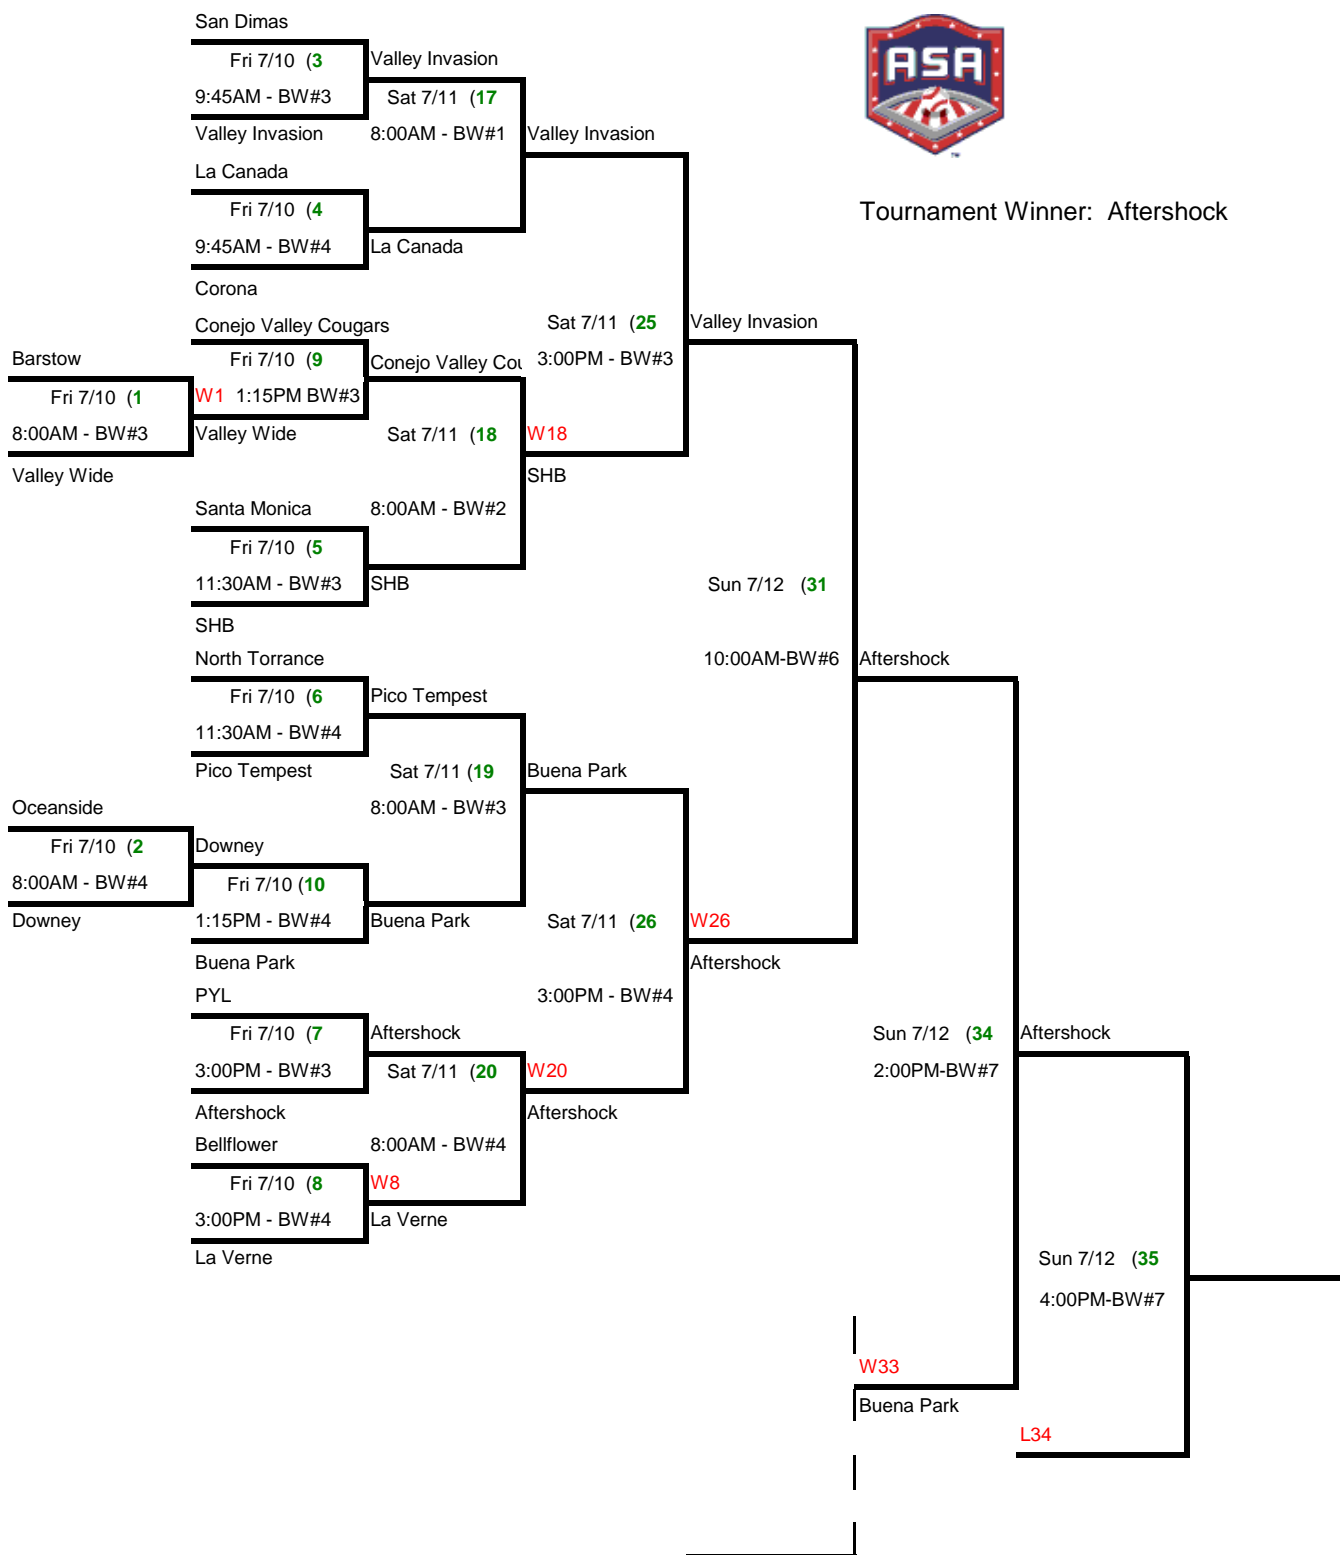 San Dimas
ASA
Fri 7/10 (3
Valley Invasion
9:45AM - BW#3
Sat 7/11 (17
Valley Invasion
8:00AM - BW#1
Valley Invasion
La Canada
Fri 7/10 (4
Tournament Winner: Aftershock
9:45AM - BW#4
La Canada
Corona
Conejo Valley Cougars
Sat 7/11 (25
Valley Invasion
Barstow
Fri 7/10 (9
Conejo Valley Cou
3:00PM - BW#3
Fri 7/10 (1
W1 1:15PM BW#3
8:00AM - BW#3
Valley Wide
Sat 7/11 (18
W18
Valley Wide
SHB
Santa Monica
8:00AM - BW#2
Fri 7/10 (5
11:30AM - BW#3
SHB
Sun 7/12 (31
SHB
North Torrance
10:00AM-BW#6
Aftershock
Fri 7/10 (6
Pico Tempest
11:30AM - BW#4
Pico Tempest
Sat 7/11 (19
Buena Park
Oceanside
8:00AM - BW#3
Fri 7/10 (2
Downey
8:00AM - BW#4
Fri 7/10 (10
Downey
1:15PM - BW#4
Buena Park
Sat 7/11 (26
W26
Buena Park
Aftershock
PYL
3:00PM - BW#4
Fri 7/10 (7
Aftershock
Sun 7/12 (34
Aftershock
3:00PM - BW#3
Sat 7/11 (20
W20
2:00PM-BW#7
Aftershock
Aftershock
Bellflower
8:00AM - BW#4
Fri 7/10 (8
W8
3:00PM - BW#4
La Verne
La Verne
Sun 7/12 (35
4:00PM-BW#7
W33
Buena Park
L34